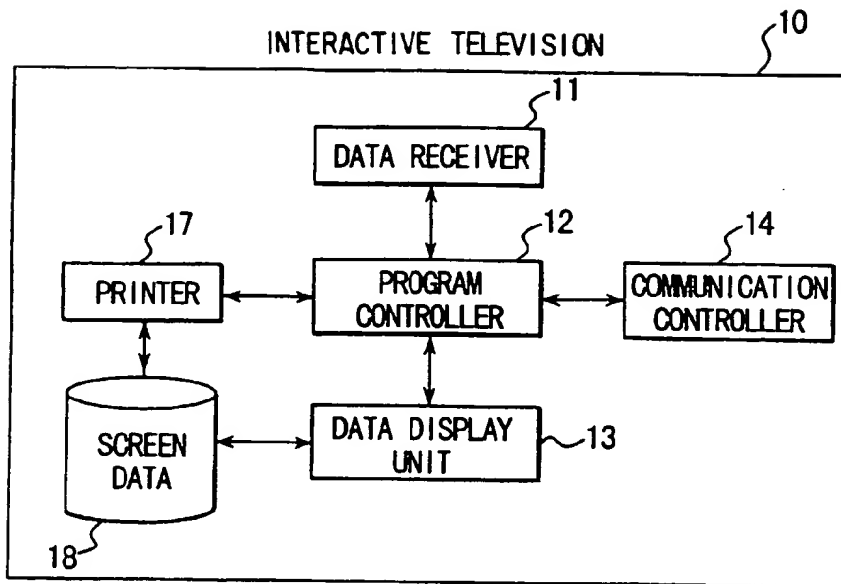 INTERACTIVE TELEVISION
10
11
DATA RECEIVER
17
12
14
PRINTER
PROGRAM
CONTROLLER
COMMUNICATION
CONTROLLER
SCREEN
DATA
DATA DISPLAY
UNIT
13
18